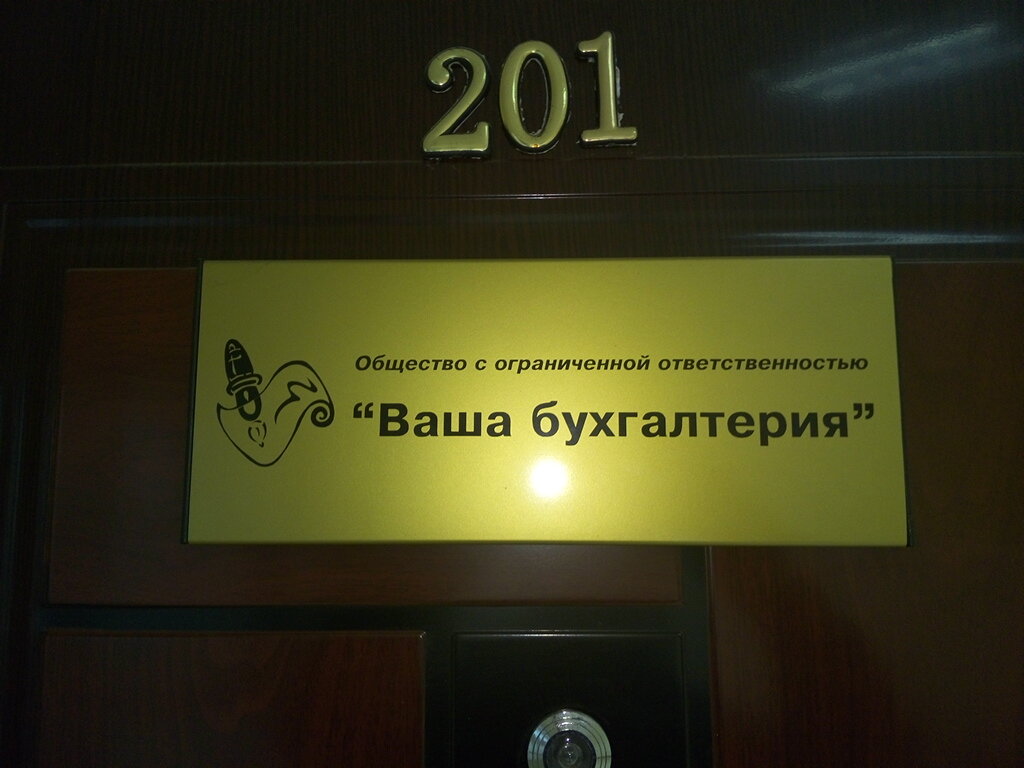 201
Общество с ограниченной ответственностью
“Ваша бухгалтерия”